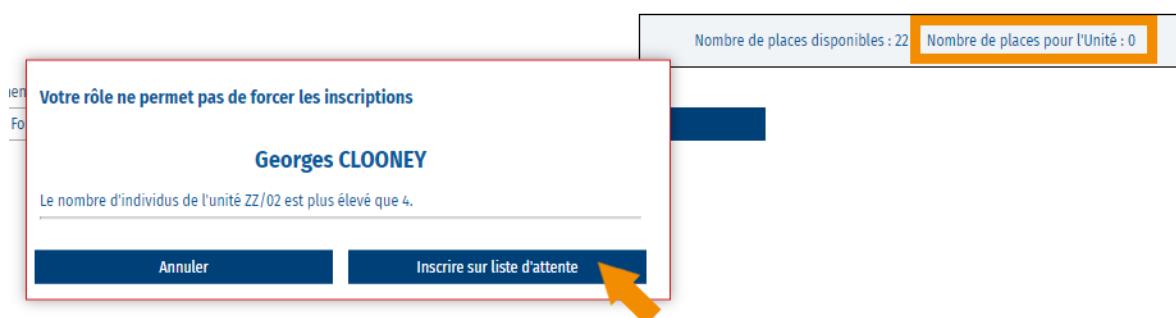 Nombre de places disponibles : 22 Nombre de places pour l'Unité : 0
Votre rôle ne permet pas de forcer les inscriptions
Fo
Georges CLOONEY
Le nombre d'individus de l'unité ZZ/02 est plus élevé que 4.
Annuler Inscrire sur liste d'attente